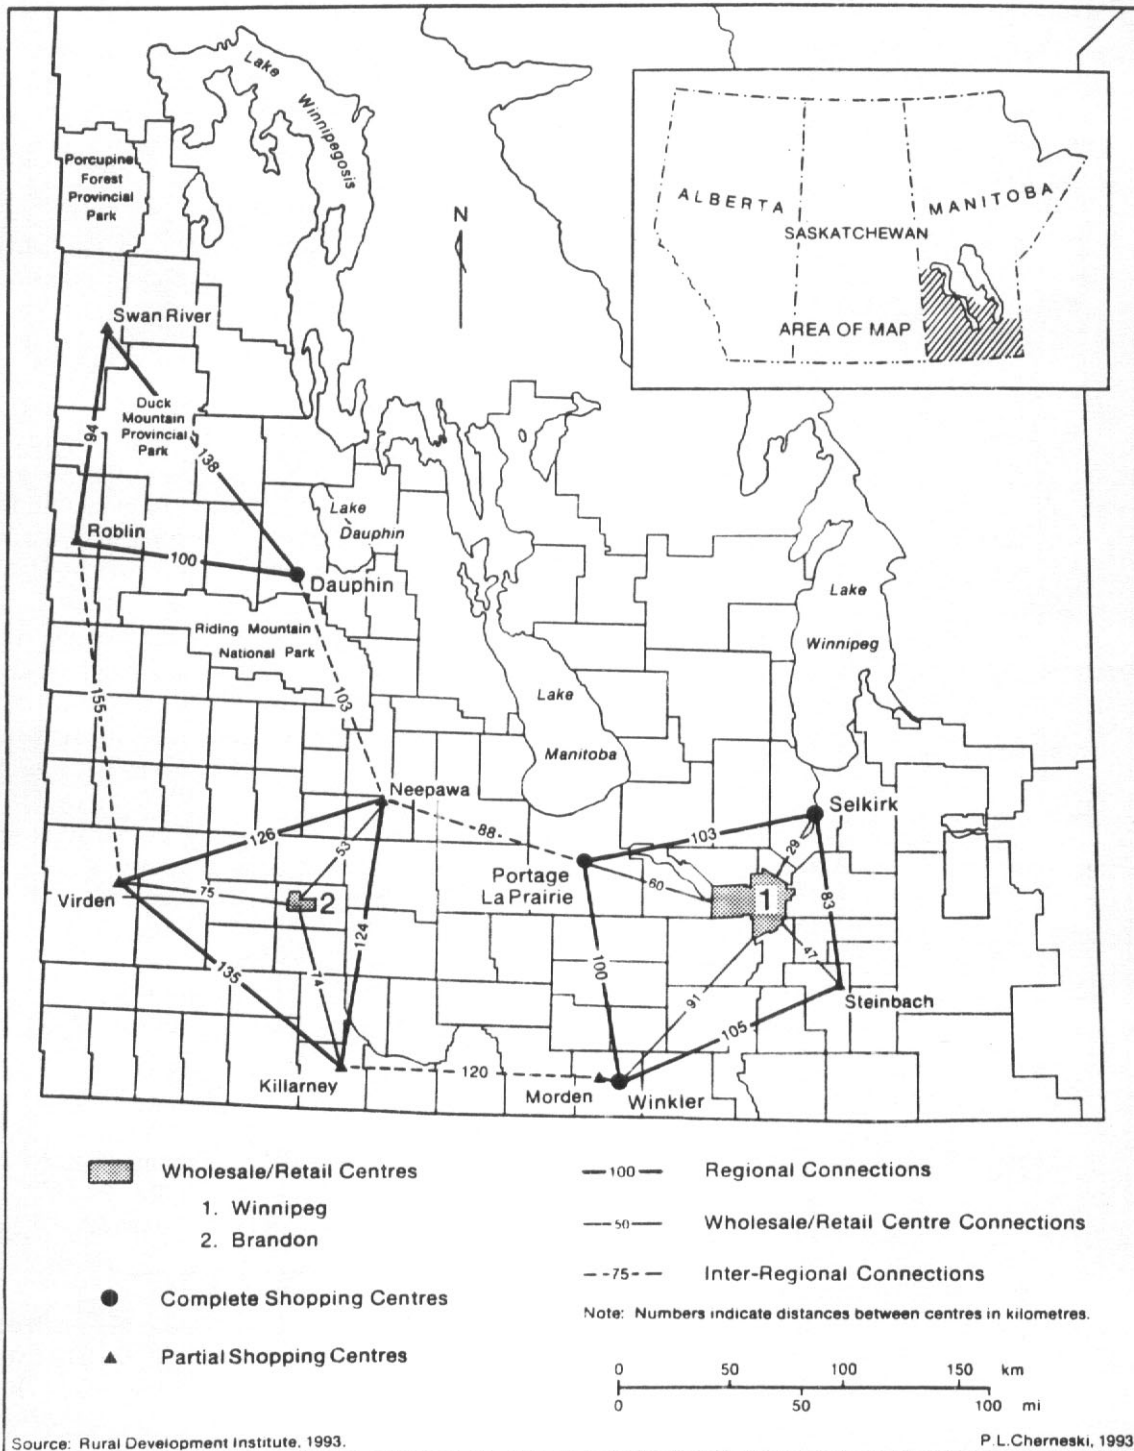 Lake
Winnipegosis
Porcupine
Forest
Provincial
Park
N
ALBERTA
MANITOBA
SASKATCHEWAN
AREA OF MAP
Swan River
Duck
Mountain
Provincial
Park
94
138
Roblin
100
Lake
Dauphin
Dauphin
Riding Mountain
National Park
Lake
Winnipeg
155
103
Lake
Manitoba
Neepawa
88
Selkirk
126
53
103
29
Portage
La Prairie
60
1
83
Virden
75
2
124
135
74
100
91
47
Steinbach
105
Killarney
120
Morden
Winkler
Wholesale/Retail Centres
1. Winnipeg
2. Brandon
Complete Shopping Centres
Partial Shopping Centres
100
Regional Connections
50
Wholesale/Retail Centre Connections
75
Inter-Regional Connections
Note: Numbers indicate distances between centres in kilometres.
0 50 100 150 km
0 50 100 mi
Source: Rural Development Institute. 1993.
P.L.Cherneski, 1993